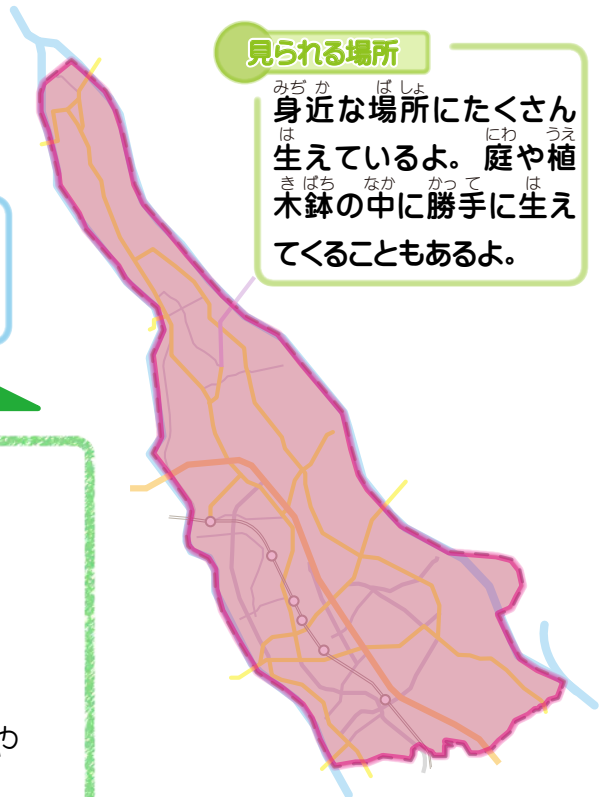 見られる場所
身近な場所にたくさん
生えているよ。庭や植
木鉢の中に勝手に生え
てくることもあるよ。